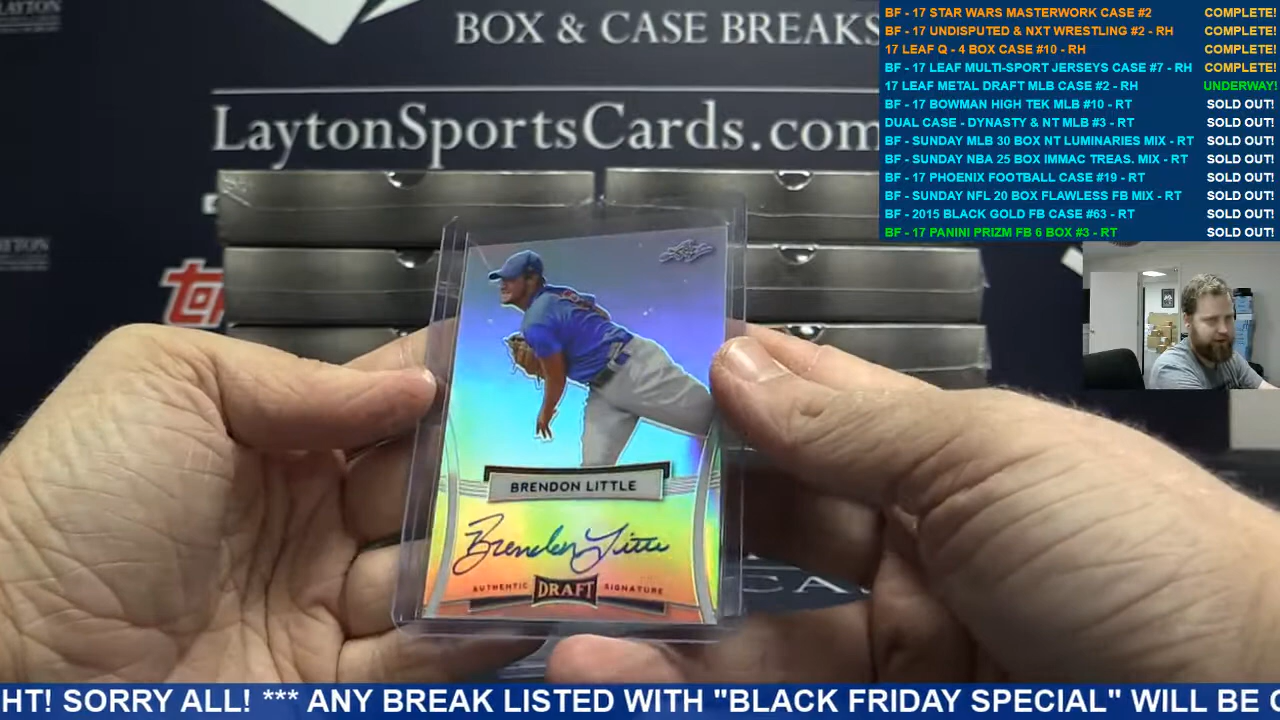 BOX & CASE BREAKS
LaytonSportsCards.com
BF - 17 STAR WARS MASTERWORK CASE #2 COMPLETE!
BF - 17 UNDISPUTED & NXT WRESTLING #2 - RH COMPLETE!
17 LEAF Q - 4 BOX CASE #10 - RH COMPLETE!
BF - 17 LEAF MULTI-SPORT JERSEYS CASE #7 - RH COMPLETE!
17 LEAF METAL DRAFT MLB CASE #2 - RH UNDERWAY!
BF - 17 BOWMAN HIGH TEK MLB #10 - RT SOLD OUT!
DUAL CASE - DYNASTY & NT MLB #3 - RT SOLD OUT!
BF - SUNDAY MLB 30 BOX NT LUMINARIES MIX - RT SOLD OUT!
BF - SUNDAY NBA 25 BOX IMMAC TREAS. MIX - RT SOLD OUT!
BF - 17 PHOENIX FOOTBALL CASE #19 - RT SOLD OUT!
BF - SUNDAY NFL 20 BOX FLAWLESS FB MIX - RT SOLD OUT!
BF - 2015 BLACK GOLD FB CASE #63 - RT SOLD OUT!
BF - 17 PANINI PRIZM FB 6 BOX #3 - RT SOLD OUT!
BRENDON LITTLE
Brendon Little
AUTHENTIC DRAFT SIGNATURE
HT! SORRY ALL! *** ANY BREAK LISTED WITH "BLACK FRIDAY SPECIAL" WILL BE